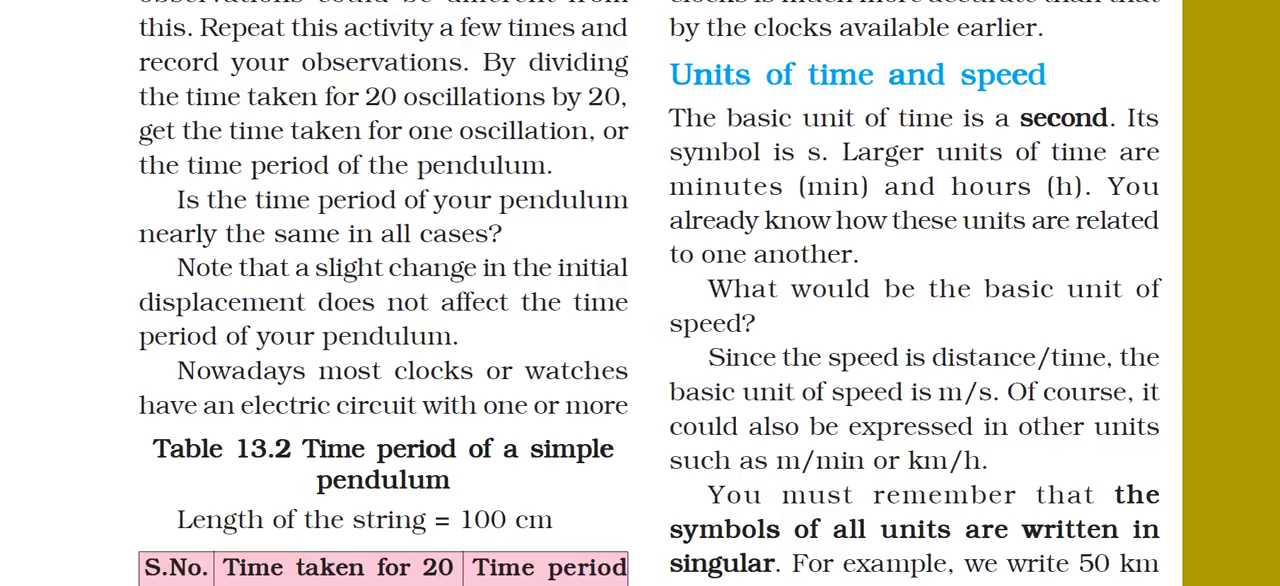 this. Repeat this activity a few times and
record your observations. By dividing
the time taken for 20 oscillations by 20,
get the time taken for one oscillation, or
the time period of the pendulum.
Is the time period of your pendulum
nearly the same in all cases?
Note that a slight change in the initial
displacement does not affect the time
period of your pendulum.
Nowadays most clocks or watches
have an electric circuit with one or more
Table 13.2 Time period of a simple
pendulum
Length of the string = 100 cm
S.No. Time taken for 20 Time period
by the clocks available earlier.
Units of time and speed
The basic unit of time is a second. Its
symbol is s. Larger units of time are
minutes (min) and hours (h). You
already know how these units are related
to one another.
What would be the basic unit of
speed?
Since the speed is distance/time, the
basic unit of speed is m/s. Of course, it
could also be expressed in other units
such as m/min or km/h.
You must remember that the
symbols of all units are written in
singular. For example, we write 50 km